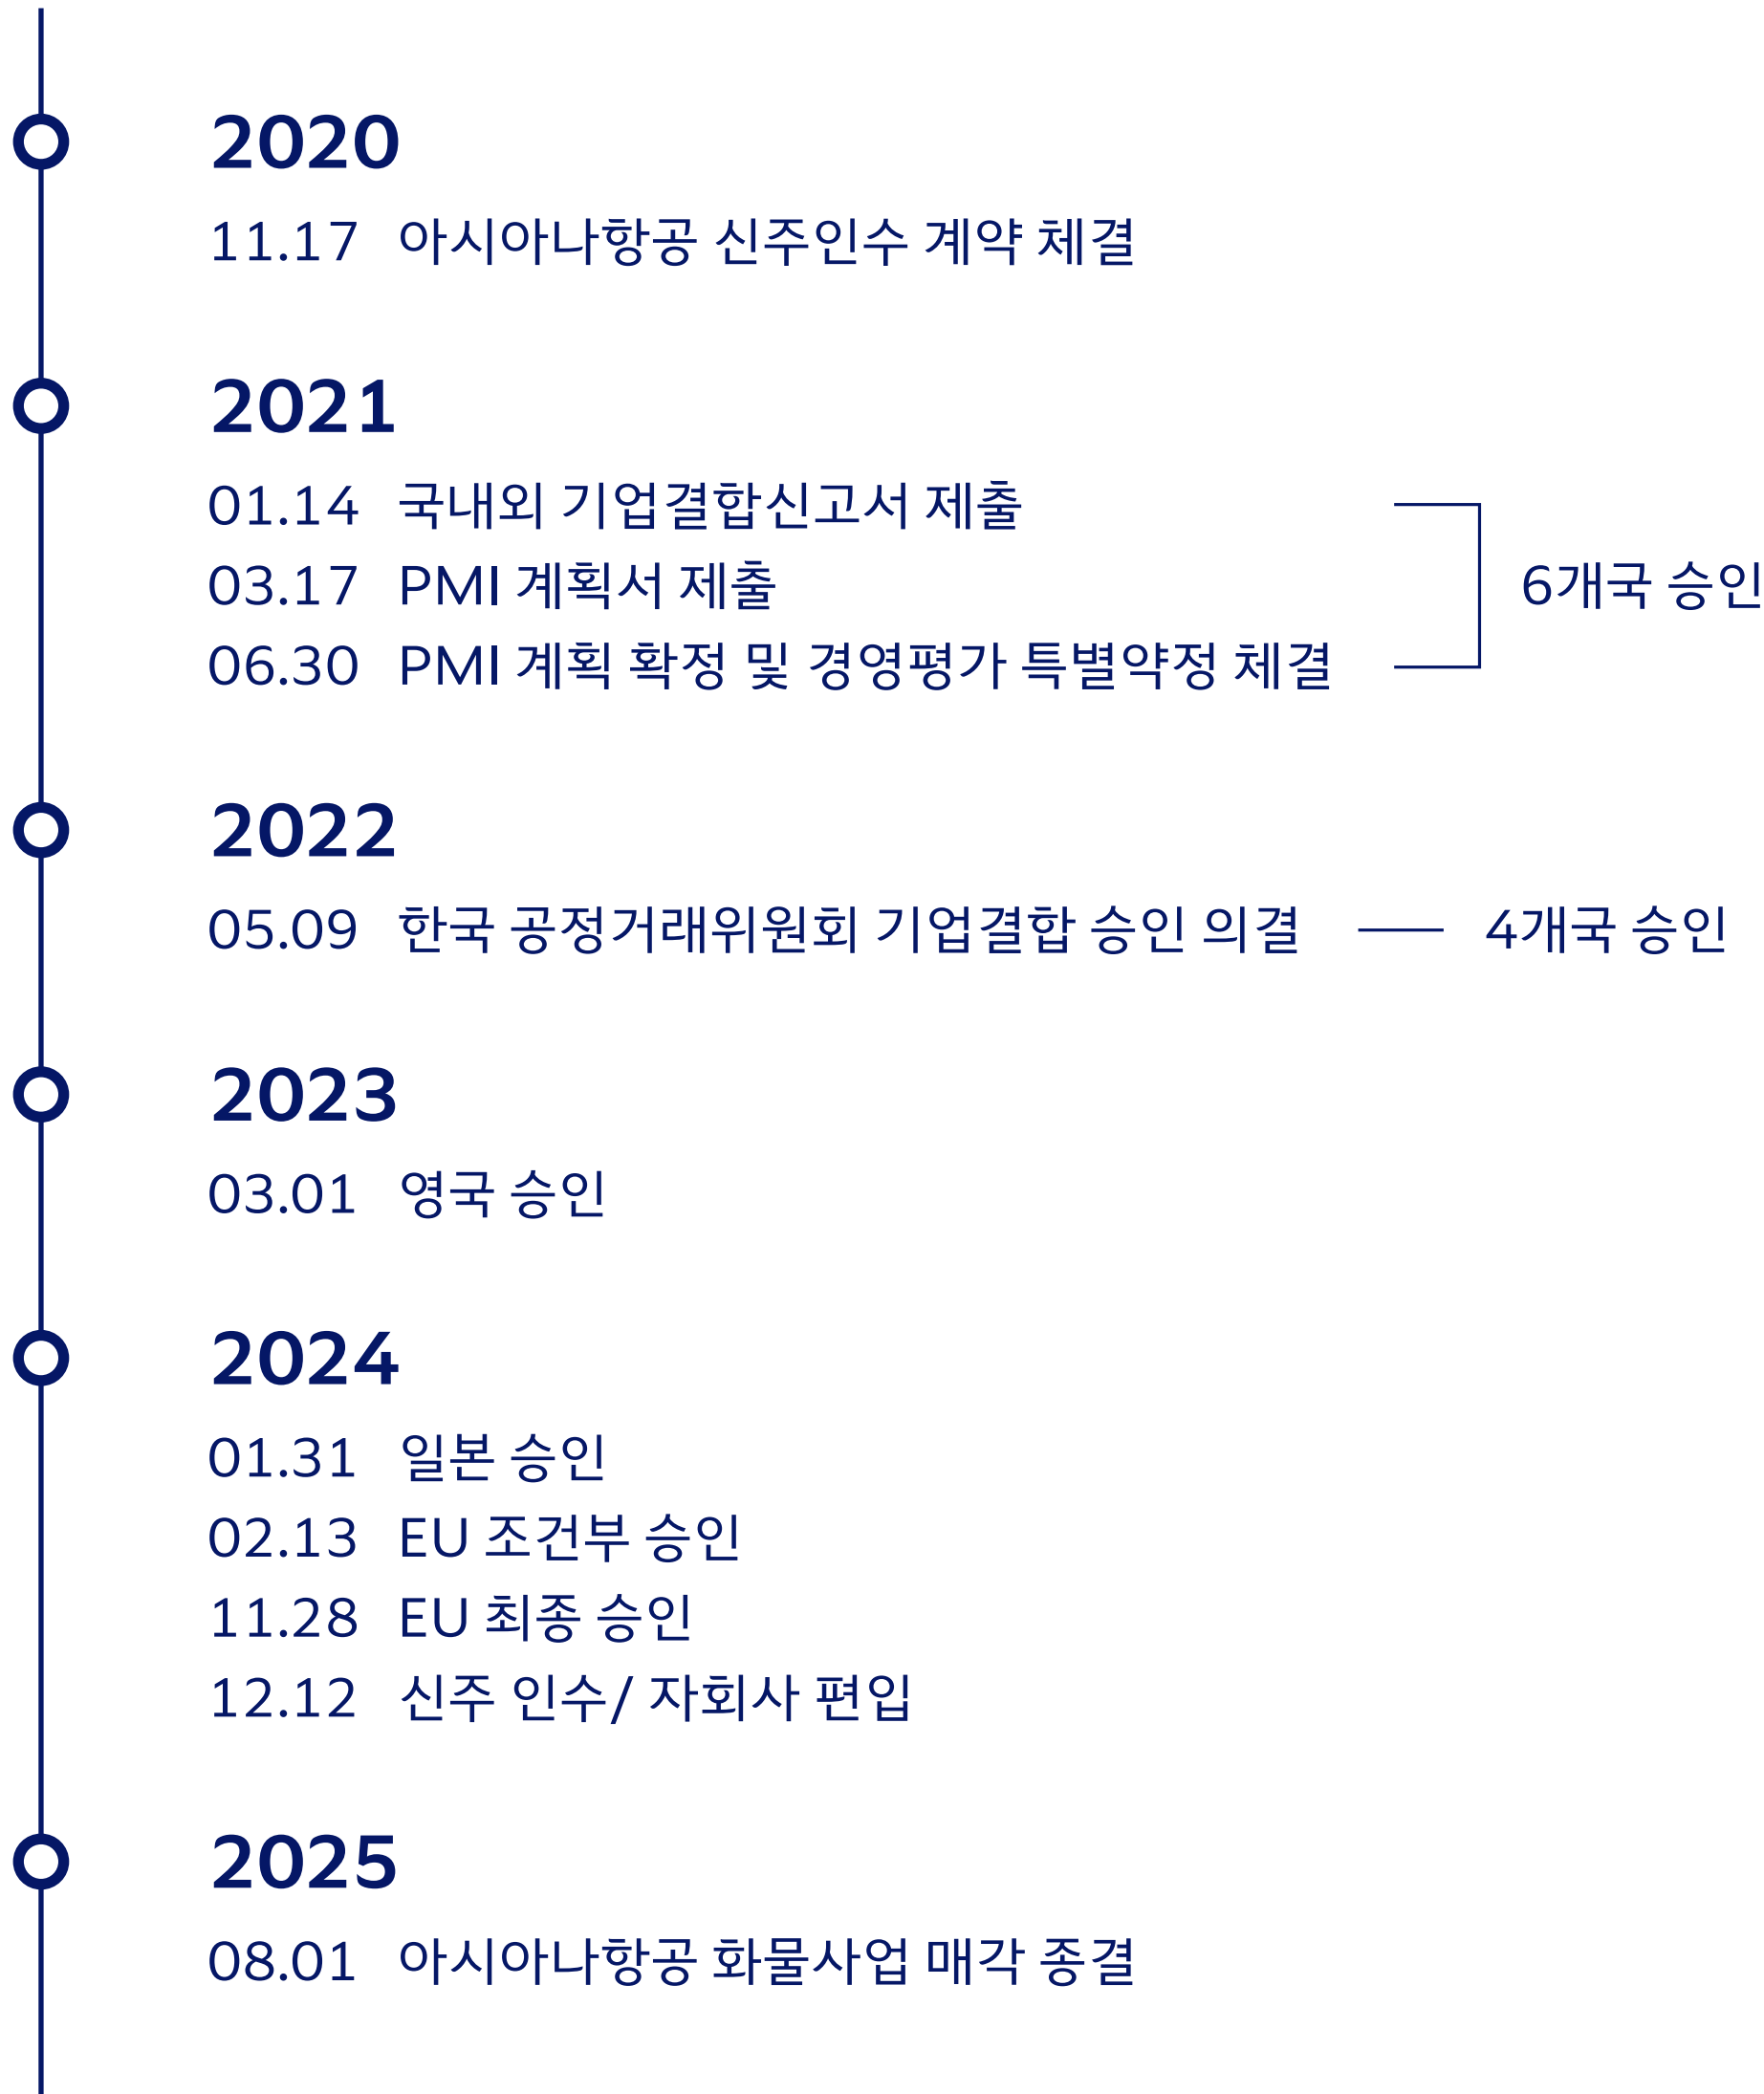 2020
11.17 아시아나항공 신주인수 계약 체결
2021
01.14 국내외 기업결합신고서 제출
03.17 PMI 계획서 제출
6개국 승인
06.30 PMI 계획 확정 및 경영평가 특별약정 체결
2022
05.09 한국 공정거래위원회 기업결합 승인 의결
4개국 승인
2023
03.01 영국 승인
2024
01.31 일본 승인
02.13 EU 조건부 승인
11.28 EU 최종 승인
12.12 신주 인수/ 자회사 편입
2025
08.01 아시아나항공 화물사업 매각 종결